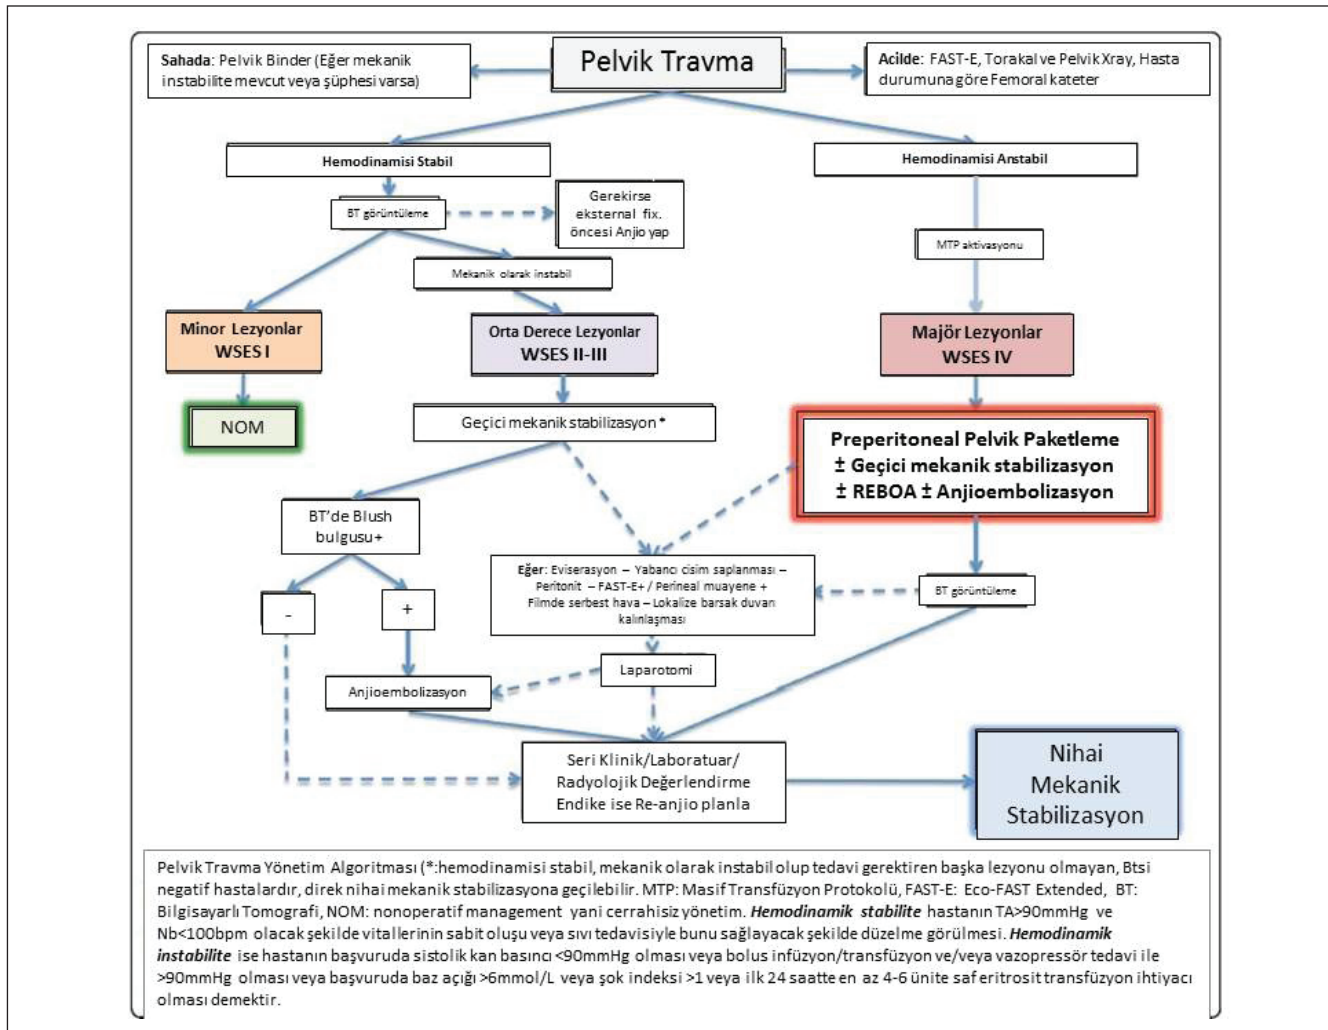 Pelvik Travma
Sahada: Pelvik Binder (Eğer mekanik
instabilite mevcut veya şüphesi varsa)
Acilde: FAST-E, Torakal ve Pelvik Xray, Hasta
durumuna göre Femoral kateter
Hemodinamisi Stabil
Hemodinamisi Anstabil
BT görüntüleme
Gerekirse
eksternal fix.
öncesi Anjio yap
MTP aktivasyonu
Mekanik olarak instabil
Minor Lezyonlar
WSES I
Orta Derece Lezyonlar
WSES II-III
Majör Lezyonlar
WSES IV
NOM
Geçici mekanik stabilizasyon *
Preperitoneal Pelvik Paketleme
± Geçici mekanik stabilizasyon
± REBOA ± Anjioembolizasyon
BT'de Blush
bulgusu+
Eğer: Eviserasyon – Yabancı cisim saplanması –
Peritonit – FAST-E+ / Perineal muayene +
Filmde serbest hava – Lokalize barsak duvarı
kalınlaşması
BT görüntüleme
-
+
Laparotomi
Anjioembolizasyon
Seri Klinik/Laboratuar/
Radyolojik Değerlendirme
Endike ise Re-anjio planla
Nihai
Mekanik
Stabilizasyon
Pelvik Travma Yönetim Algoritması (*:hemodinamisi stabil, mekanik olarak instabil olup tedavi gerektiren başka lezyonu olmayan, Btsi
negatif hastalardır, direk nihai mekanik stabilizasyona geçilebilir. MTP: Masif Transfüzyon Protokolü, FAST-E: Eco-FAST Extended, BT:
Bilgisayarlı Tomografi, NOM: nonoperatif management yani cerrahisiz yönetim. Hemodinamik stabilite hastanın TA>90mmHg ve
Nb<100bpm olacak şekilde vitallerinin sabit oluşu veya sıvı tedavisiyle bunu sağlayacak şekilde düzelme görülmesi. Hemodinamik
instabilite ise hastanın başvuruda sistolik kan basıncı <90mmHg olması veya bolus infüzyon/transfüzyon ve/veya vazopressör tedavi ile
>90mmHg olması veya başvuruda baz açığı >6mmol/L veya şok indeksi >1 veya ilk 24 saatte en az 4-6 ünite saf eritrosit transfüzyon ihtiyacı
olması demektir.